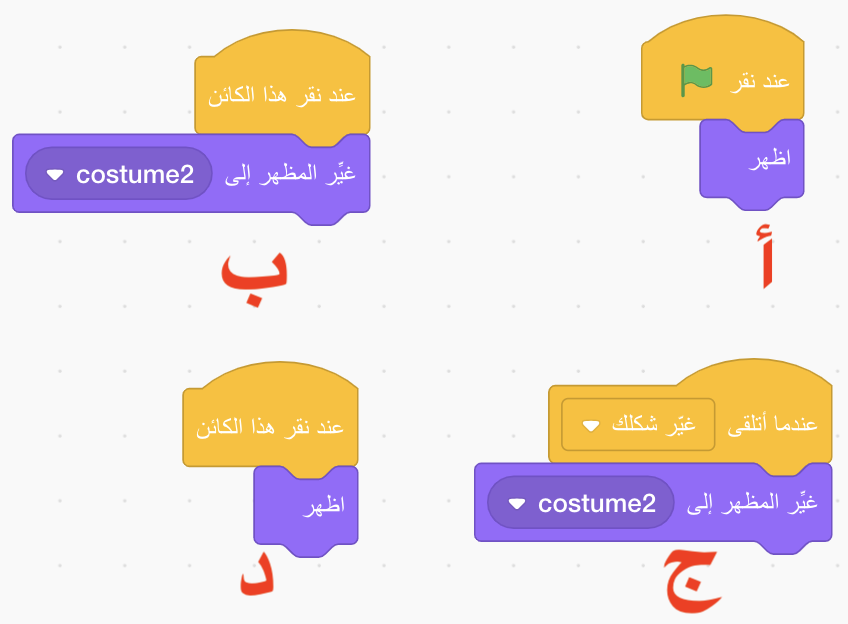 عند نقر
اظهر
أ
عند نقر هذا الكائن
غيِّر المظهر إلى costume2
ب
عندما أتلقى غيّر شكلك
غيِّر المظهر إلى costume2
ج
عند نقر هذا الكائن
اظهر
د